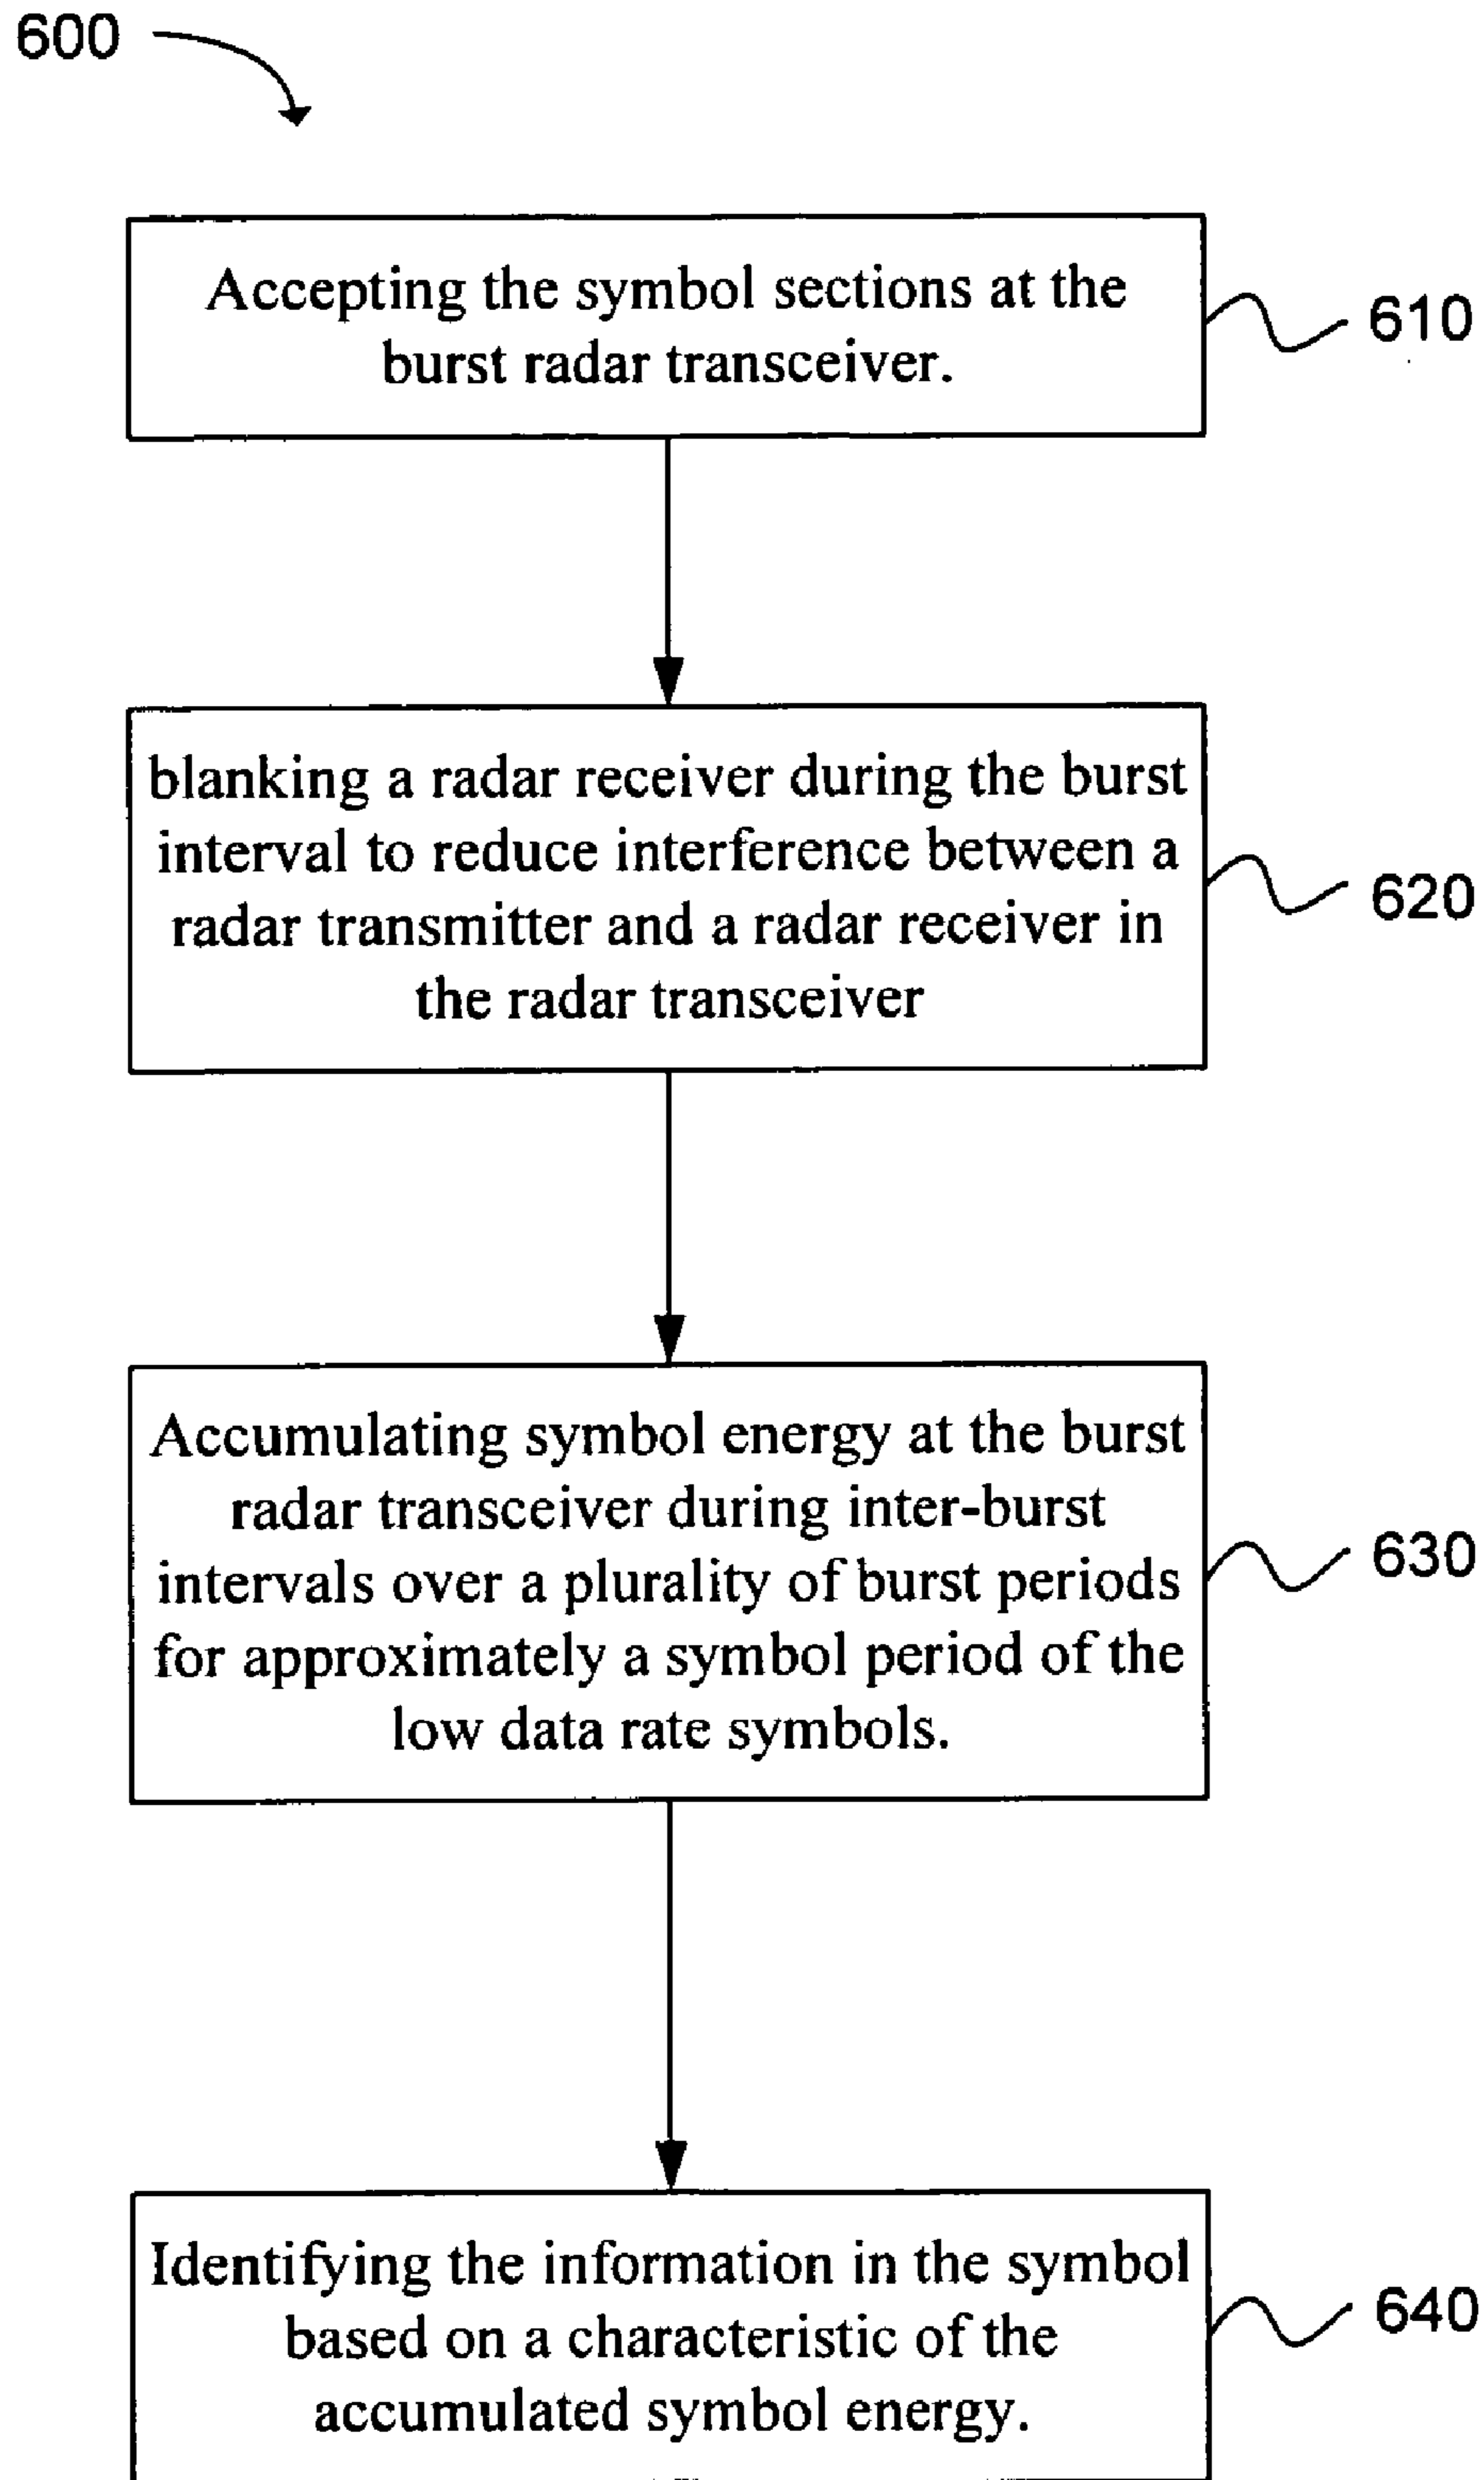 600
Accepting the symbol sections at the
burst radar transceiver.
610
blanking a radar receiver during the burst
interval to reduce interference between a
radar transmitter and a radar receiver in
the radar transceiver
620
Accumulating symbol energy at the burst
radar transceiver during inter-burst
intervals over a plurality of burst periods
for approximately a symbol period of the
low data rate symbols.
630
Identifying the information in the symbol
based on a characteristic of the
accumulated symbol energy.
640